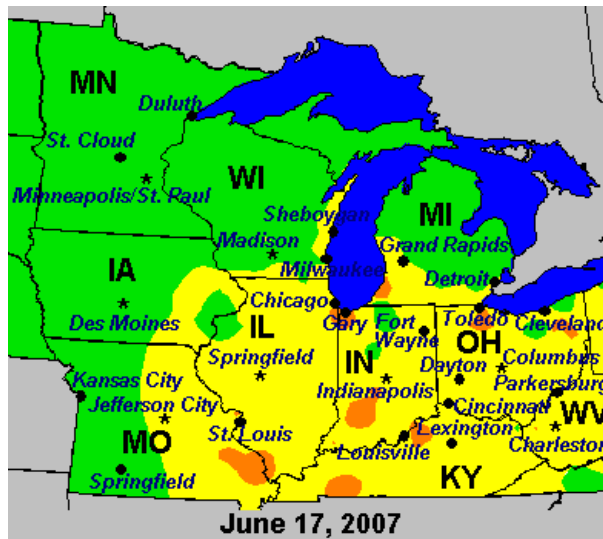 MN
Duluth
St. Cloud
WI
Minneapolis/St. Paul
Sheboygan
MI
Madison
Grand Rapids
IA
Milwaukee
Detroit
Chicago
Des Moines
Gary
Fort
Wayne
Toledo
Cleveland
IL
OH
Springfield
IN
Dayton
Columbus
Kansas City
Indianapolis
Parkersburg
Jefferson City
Cincinnati
WV
St. Louis
Lexington
MO
Louisville
Charleston
Springfield
KY
June 17, 2007